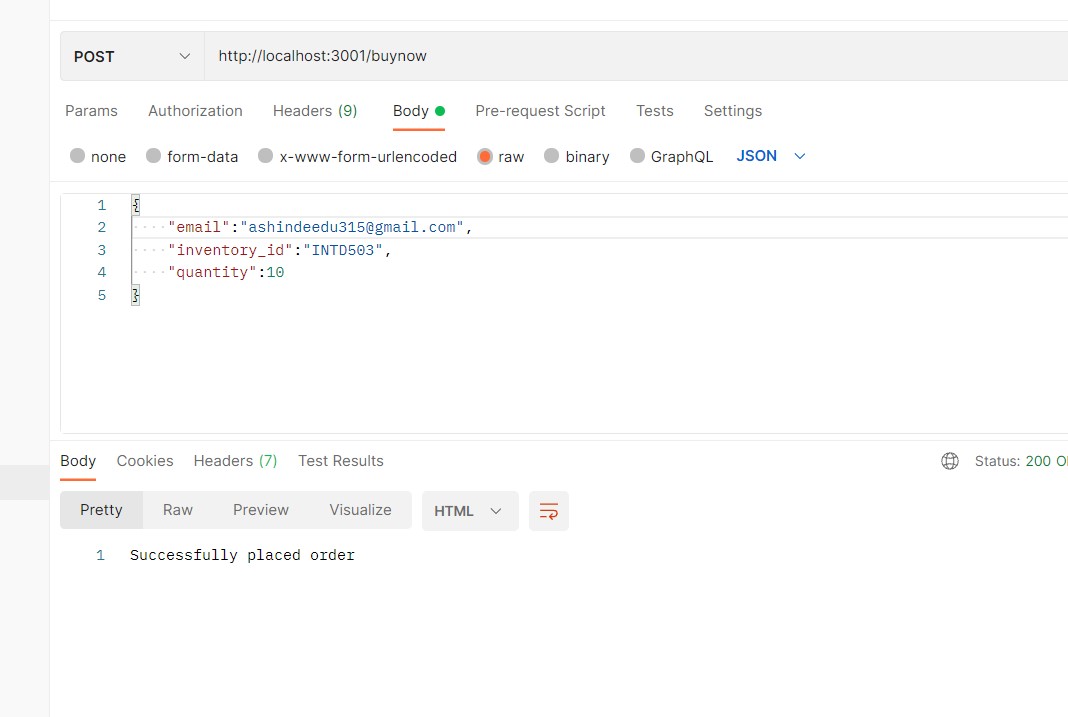 POST http://localhost:3001/buynow
Params Authorization Headers (9) Body Pre-request Script Tests Settings
none form-data x-www-form-urlencoded raw binary GraphQL JSON
1 {
2 "email":"ashindeedu315@gmail.com",
3 "inventory_id":"INTD503",
4 "quantity":10
5 }
Body Cookies Headers (7) Test Results Status: 200
Pretty Raw Preview Visualize HTML
1 Successfully placed order